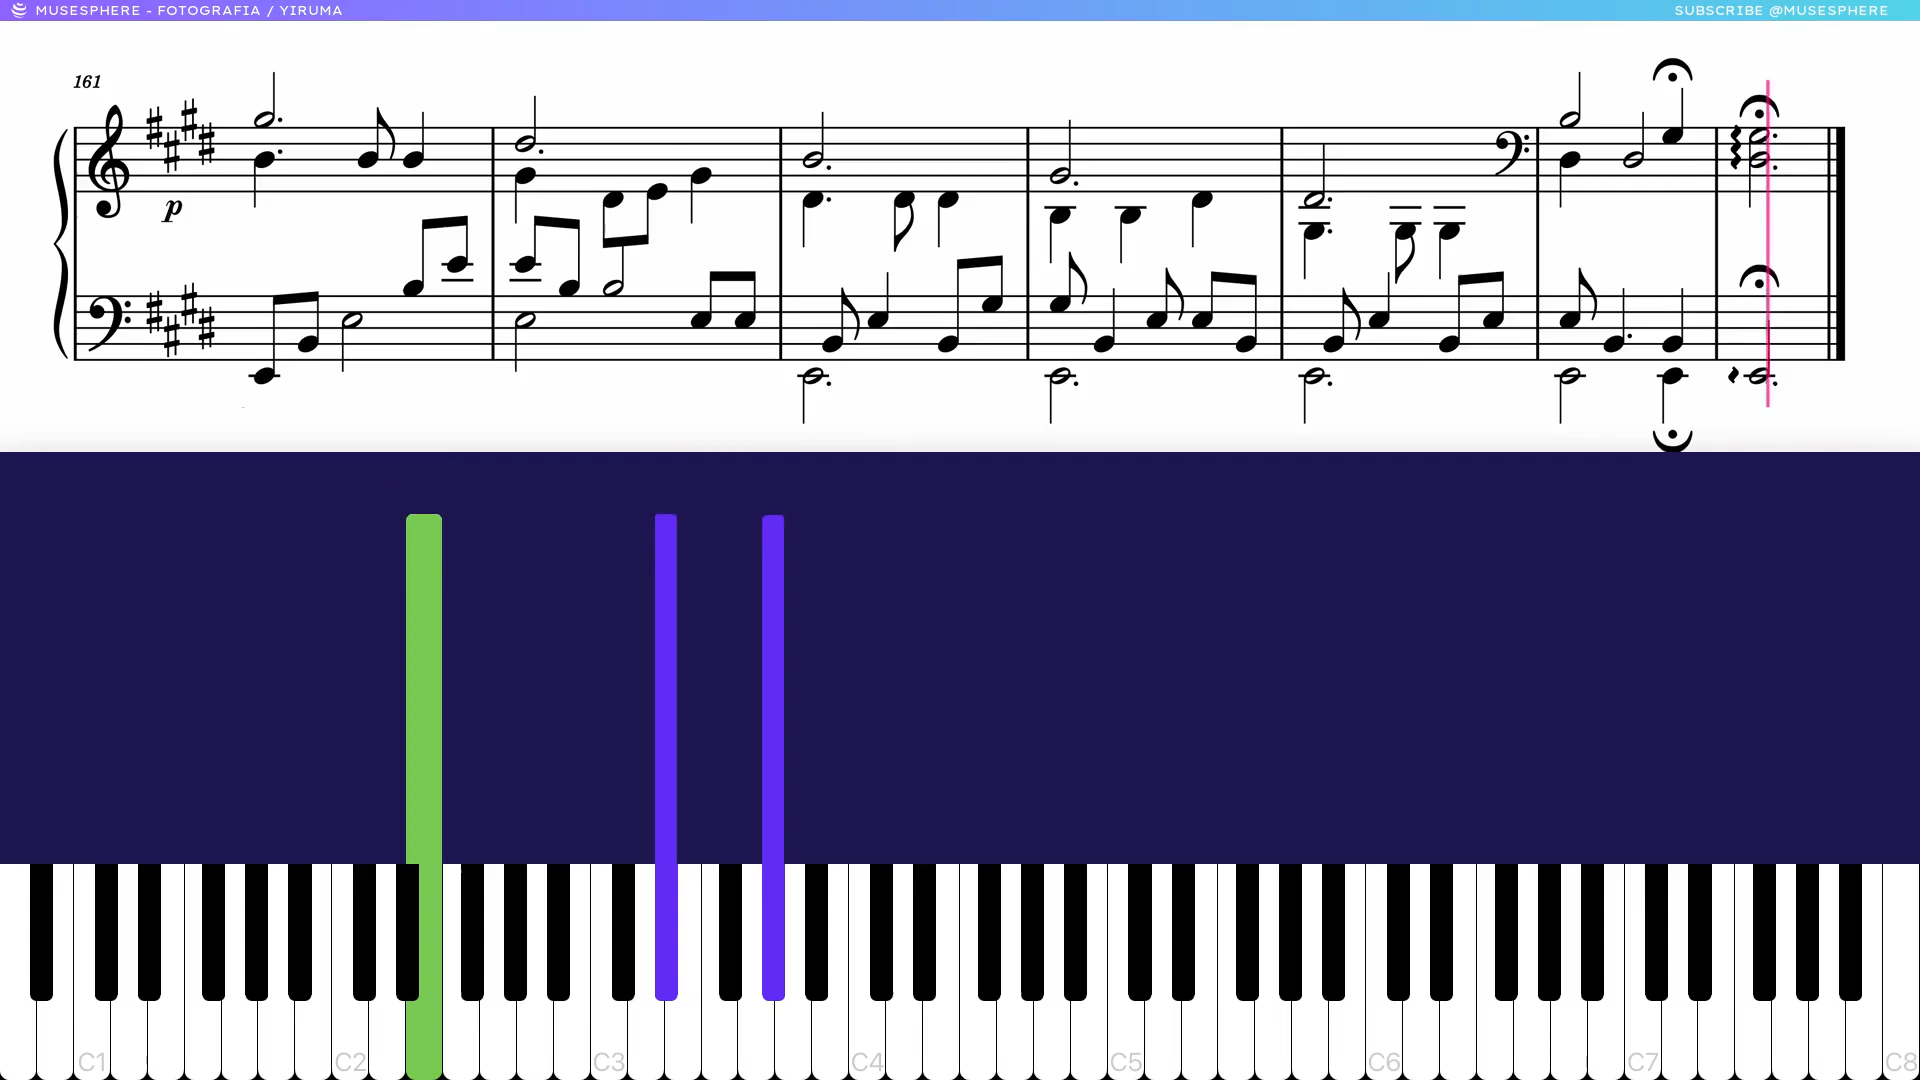 MUSESPHERE - FOTOGRAFIA / YIRUMA
SUBSCRIBE @MUSESPHERE
161
p
C1 C2 C3 C4 C5 C6 C7 C8